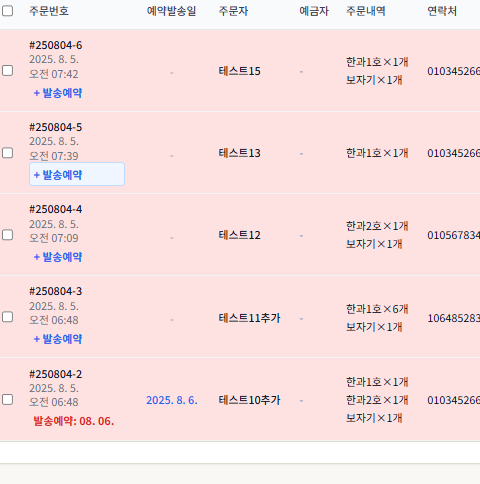 주문번호 예약발송일 주문자 예금자 주문내역 연락처
#250804-6
2025. 8. 5.
오전 07:42
+ 발송예약
-
테스트15
-
한과1호×1개
보자기×1개
010345266
#250804-5
2025. 8. 5.
오전 07:39
+ 발송예약
-
테스트13
-
한과1호×1개
010345266
#250804-4
2025. 8. 5.
오전 07:09
+ 발송예약
-
테스트12
-
한과2호×1개
보자기×1개
010567834
#250804-3
2025. 8. 5.
오전 06:48
+ 발송예약
-
테스트11추가
-
한과1호×6개
보자기×1개
106485283
#250804-2
2025. 8. 5.
오전 06:48
발송예약: 08. 06.
2025. 8. 6.
테스트10추가
-
한과1호×1개
한과2호×1개
보자기×1개
010345266